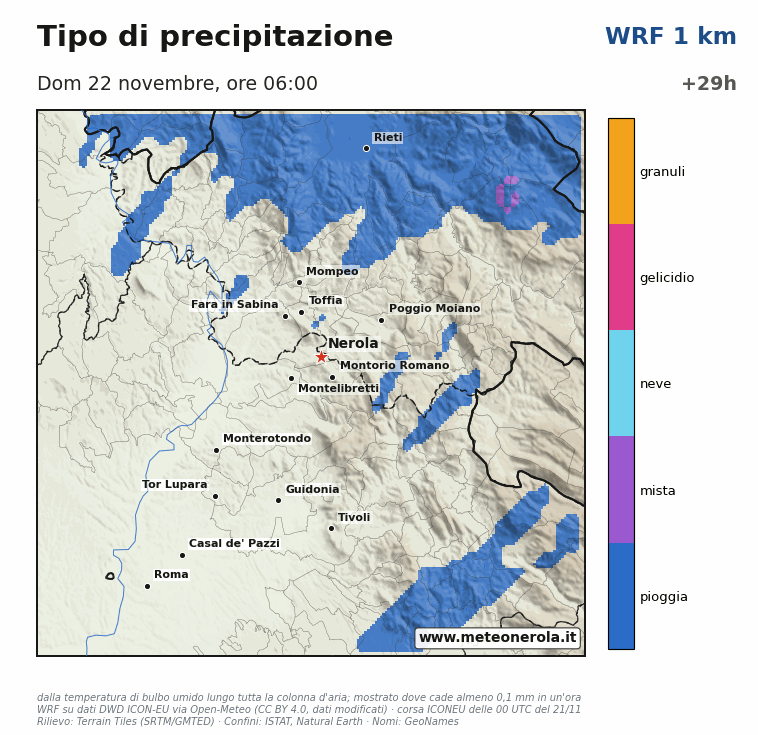 Tipo di precipitazione
WRF 1 km
Dom 22 novembre, ore 06:00
+29h
Rieti
granuli
gelicidio
Mompeo
Fara in Sabina
Toffia
Poggio Moiano
Nerola
Montorio Romano
neve
Montelibretti
Monterotondo
Tor Lupara
Guidonia
mista
Tivoli
Casal de' Pazzi
Roma
pioggia
www.meteonerola.it
dalla temperatura di bulbo umido lungo tutta la colonna d'aria; mostrato dove cade almeno 0,1 mm in un'ora
WRF su dati DWD ICON-EU via Open-Meteo (CC BY 4.0, dati modificati) · corsa ICONEU delle 00 UTC del 21/11
Rilievo: Terrain Tiles (SRTM/GMTED) · Confini: ISTAT, Natural Earth · Nomi: GeoNames